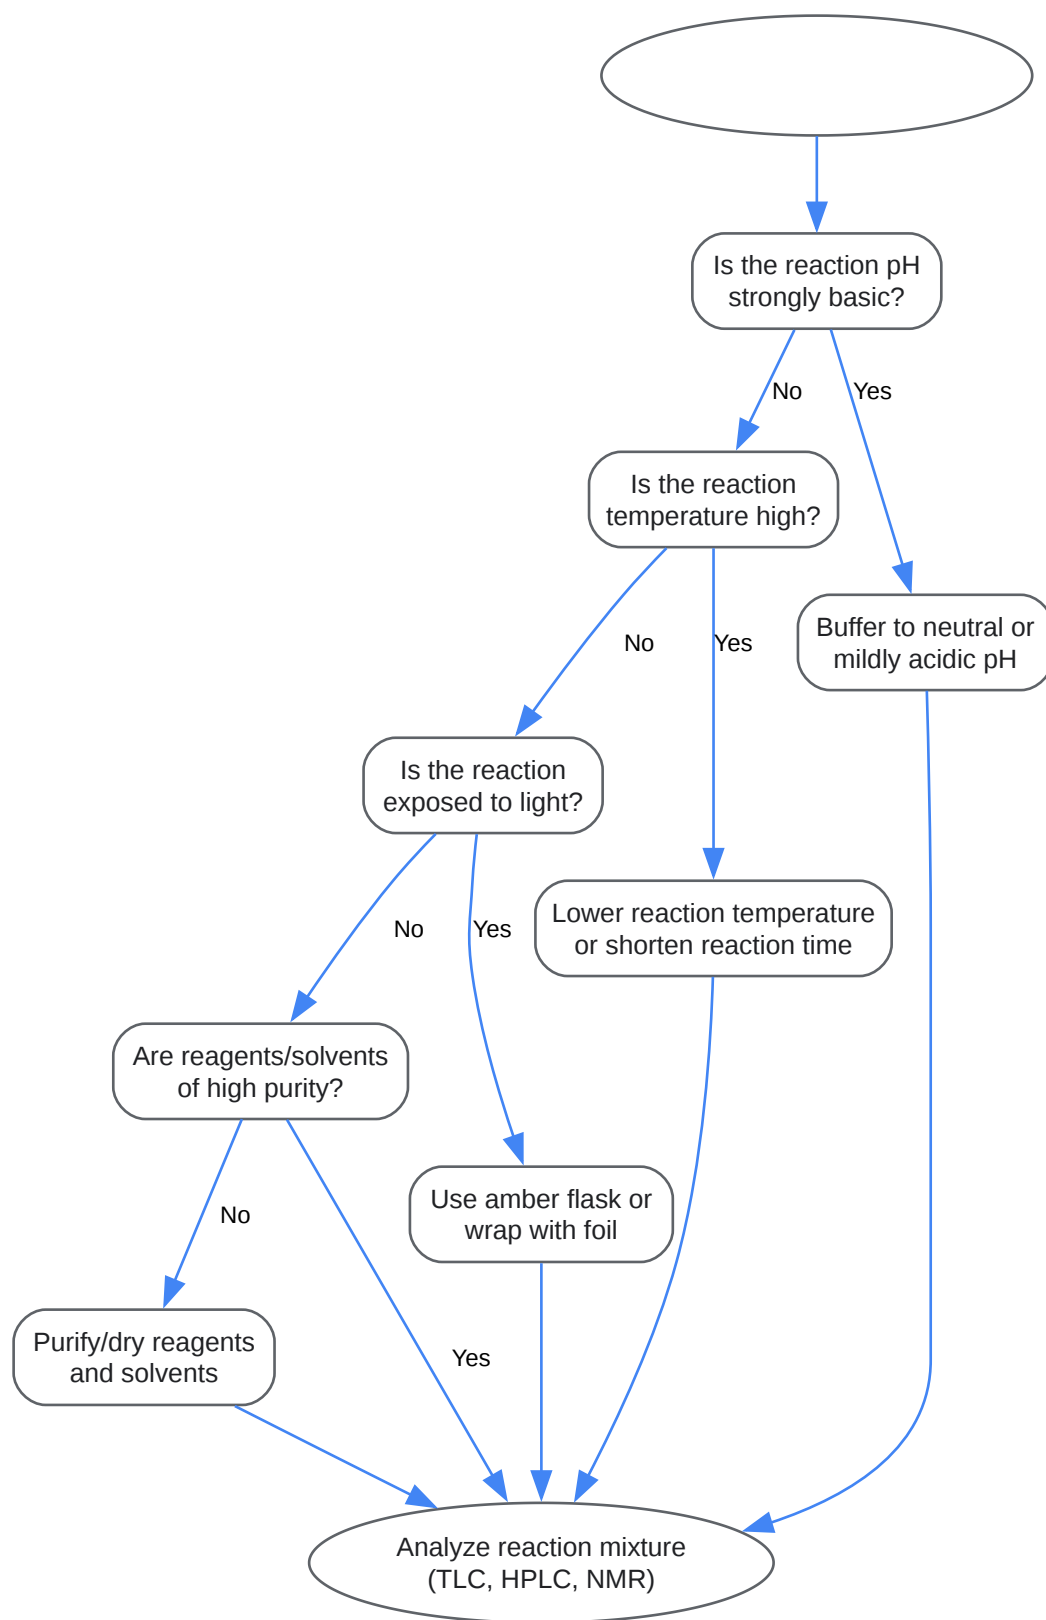 Is the reaction pH
strongly basic?
No
Yes
Is the reaction
temperature high?
No
Yes
Buffer to neutral or
mildly acidic pH
Is the reaction
exposed to light?
No
Yes
Lower reaction temperature
or shorten reaction time
Are reagents/solvents
of high purity?
No
Yes
Use amber flask or
wrap with foil
Purify/dry reagents
and solvents
Analyze reaction mixture
(TLC, HPLC, NMR)